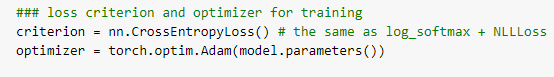 ### loss criterion and optimizer for training
criterion = nn.CrossEntropyLoss() # the same as log_softmax + NLLLoss
optimizer = torch.optim.Adam(model.parameters())